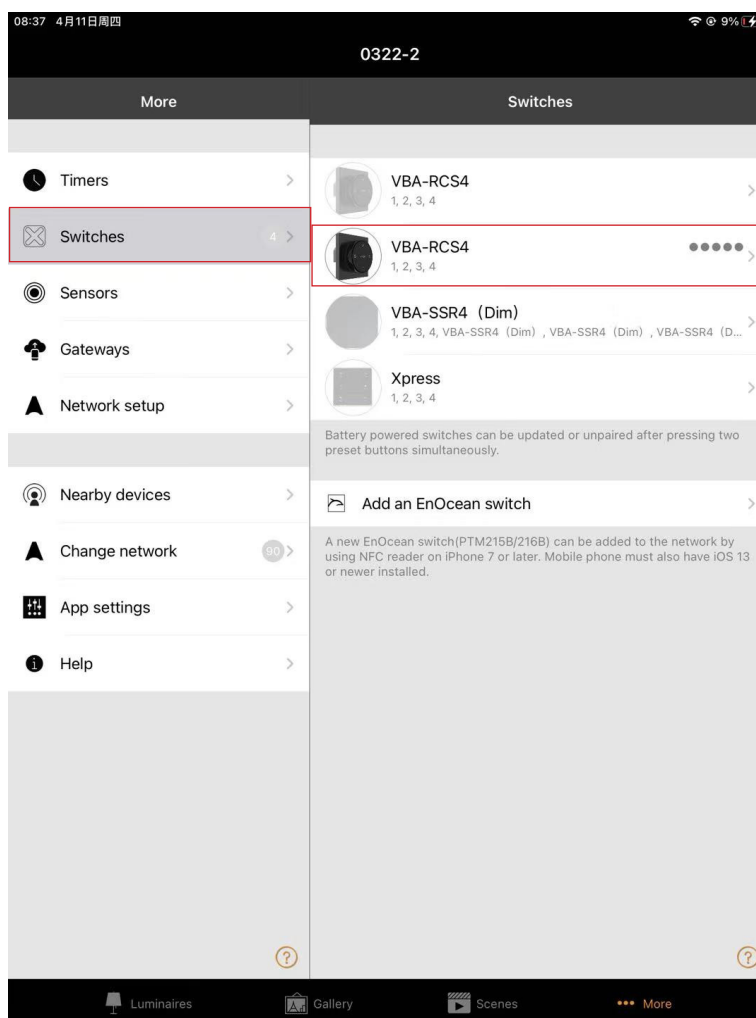 08:37 4月11日周四
9%
0322-2
More
Switches
Timers
Switches
4
Sensors
Gateways
Network setup
Nearby devices
Change network
90
App settings
Help
VBA-RCS4
1, 2, 3, 4
VBA-RCS4
1, 2, 3, 4
VBA-SSR4（Dim）
1, 2, 3, 4, VBA-SSR4（Dim）, VBA-SSR4（Dim）, VBA-SSR4（D...
Xpress
1, 2, 3, 4
Battery powered switches can be updated or unpaired after pressing two
preset buttons simultaneously.
Add an EnOcean switch
A new EnOcean switch(PTM215B/216B) can be added to the network by
using NFC reader on iPhone 7 or later. Mobile phone must also have iOS 13
or newer installed.
?
?
Luminaires
Gallery
Scenes
More